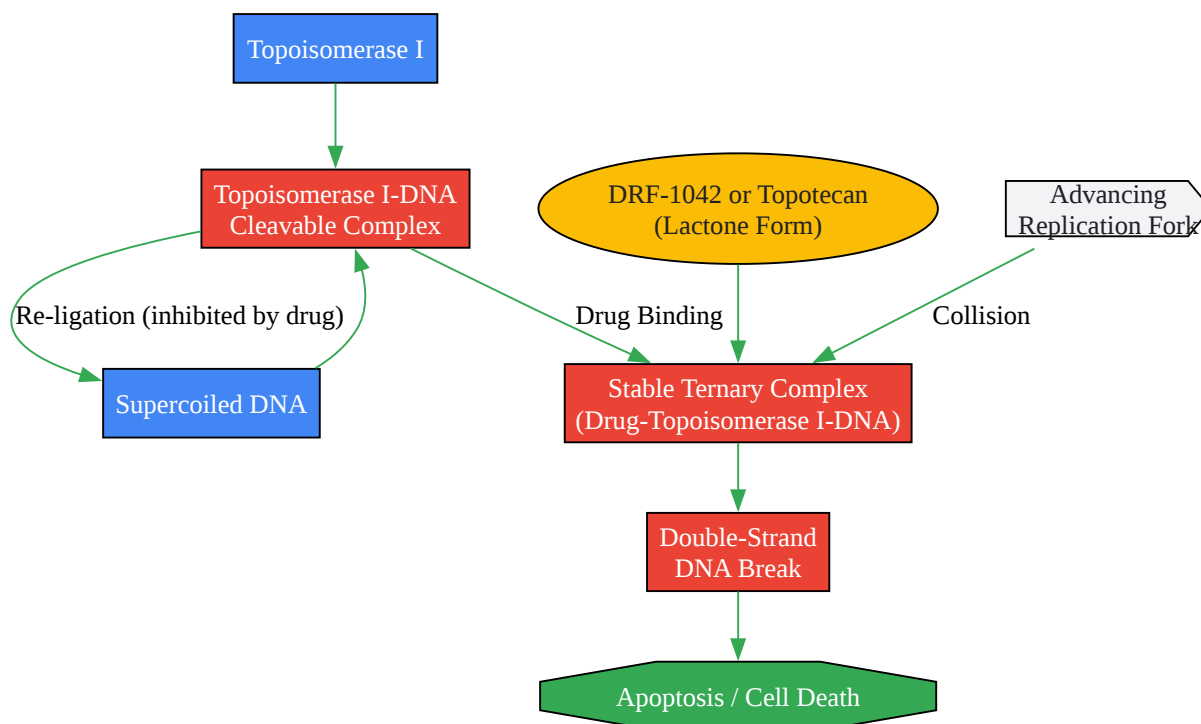 Topoisomerase I
Topoisomerase I-DNA
Cleavable Complex
DRF-1042 or Topotecan
(Lactone Form)
Advancing
Replication Fork
Re-ligation (inhibited by drug)
Drug Binding
Collision
Supercoiled DNA
Stable Ternary Complex
(Drug-Topoisomerase I-DNA)
Double-Strand
DNA Break
Apoptosis / Cell Death